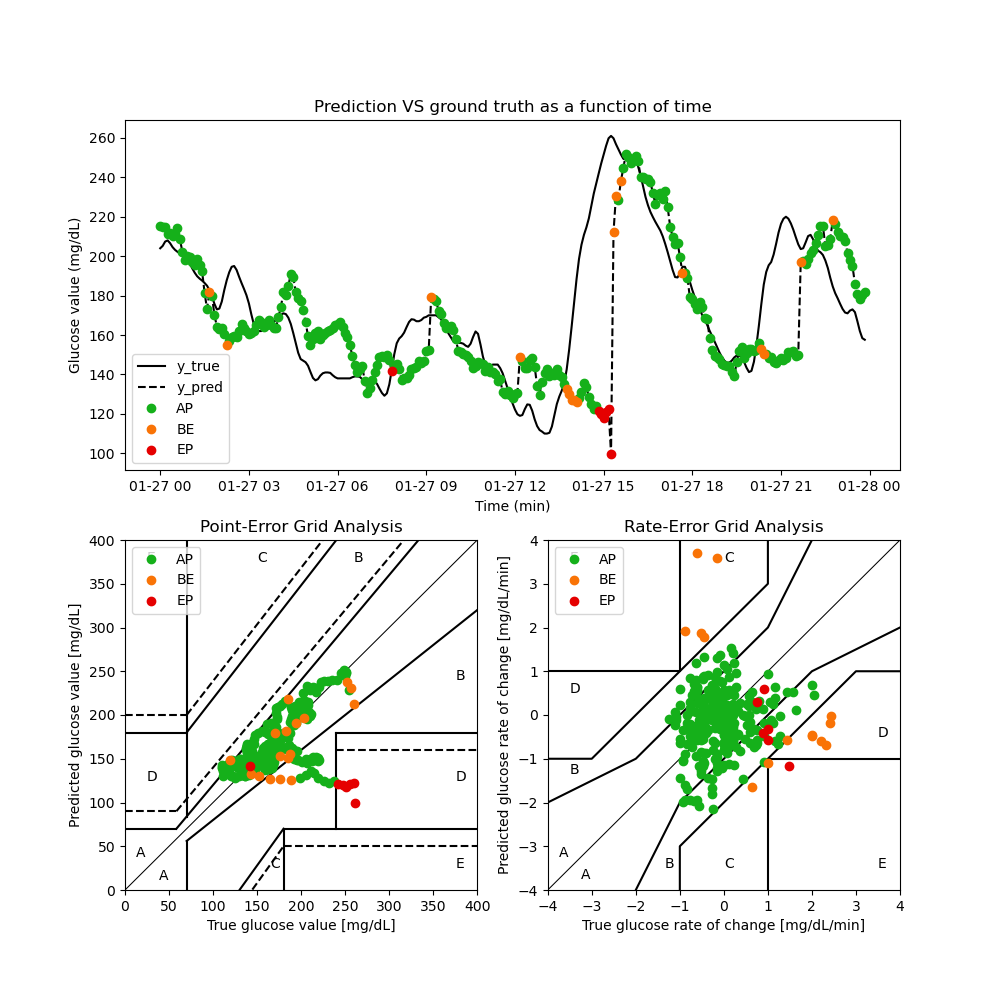 Prediction VS ground truth as a function of time
Glucose value (mg/dL)
260
240
220
200
180
160
140
120
100
y_true
y_pred
AP
BE
EP
01-27 00 01-27 03 01-27 06 01-27 09 01-27 12 01-27 15 01-27 18 01-27 21 01-28 00
Time (min)
Point-Error Grid Analysis
Predicted glucose value [mg/dL]
400
350
300
250
200
150
100
50
0
AP
BE
EP
C
B
B
D
D
A
A
C
E
0 50 100 150 200 250 300 350 400
True glucose value [mg/dL]
Rate-Error Grid Analysis
Predicted glucose rate of change [mg/dL/min]
4
3
2
1
0
−1
−2
−3
−4
AP
BE
EP
C
D
D
B
A
A
B
C
E
−4 −3 −2 −1 0 1 2 3 4
True glucose rate of change [mg/dL/min]